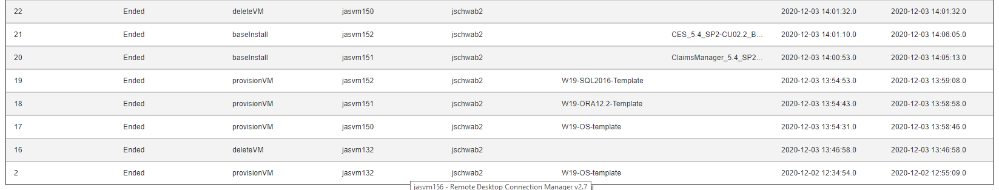 22 Ended deleteVM jasvm150 jschwab2 2020-12-03 14:01:32.0 2020-12-03 14:01:32.0
21 Ended baseInstall jasvm152 jschwab2 CES_5.4_SP2-CU02.2_B... 2020-12-03 14:01:10.0 2020-12-03 14:06:05.0
20 Ended baseInstall jasvm151 jschwab2 ClaimsManager_5.4_SP2... 2020-12-03 14:00:53.0 2020-12-03 14:05:13.0
19 Ended provisionVM jasvm152 jschwab2 W19-SQL2016-Template 2020-12-03 13:54:53.0 2020-12-03 13:59:08.0
18 Ended provisionVM jasvm151 jschwab2 W19-ORA12.2-Template 2020-12-03 13:54:43.0 2020-12-03 13:58:58.0
17 Ended provisionVM jasvm150 jschwab2 W19-OS-template 2020-12-03 13:54:31.0 2020-12-03 13:58:46.0
16 Ended deleteVM jasvm132 jschwab2 2020-12-03 13:46:58.0 2020-12-03 13:46:58.0
2 Ended provisionVM jasvm132 jschwab2 W19-OS-template 2020-12-02 12:34:54.0 2020-12-02 12:55:09.0
jasvm156 - Remote Desktop Connection Manager v2.7